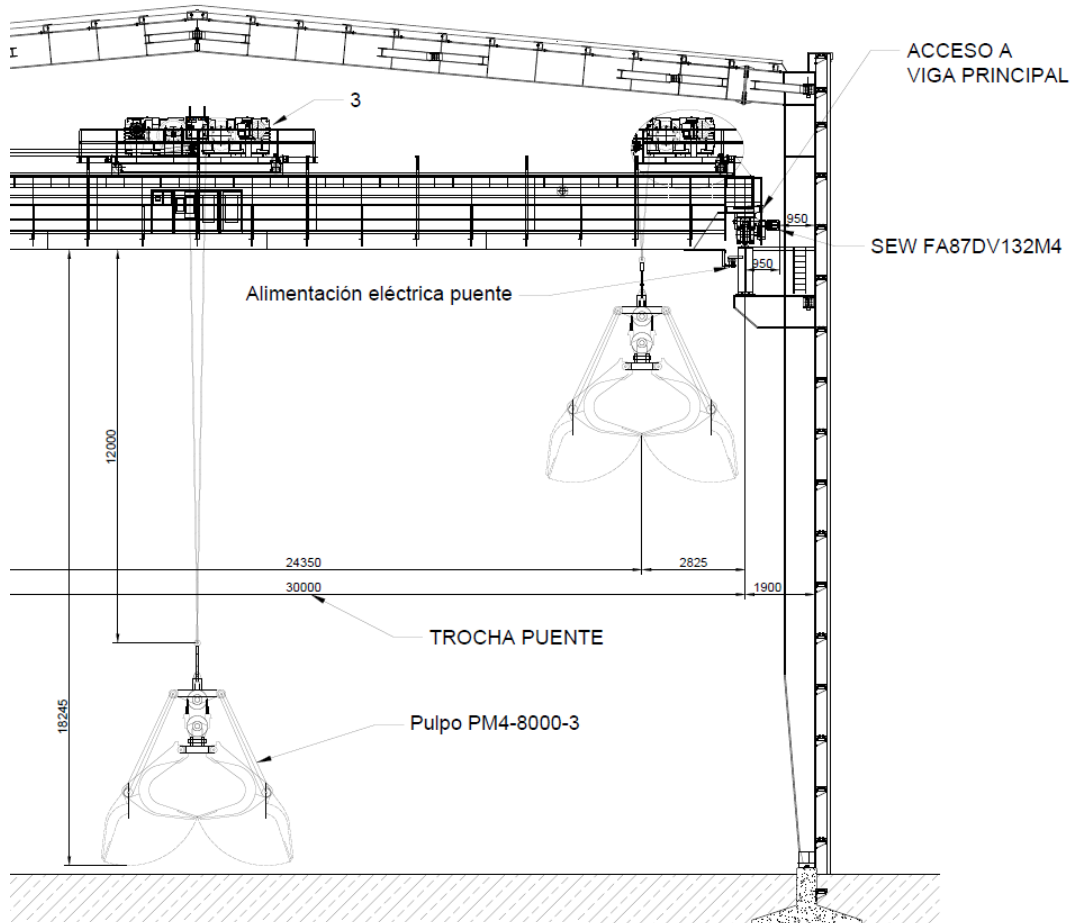 ACCESO A
VIGA PRINCIPAL
3
950
SEW FA87DV132M4
950
Alimentación eléctrica puente
12000
24350
2825
30000
1900
TROCHA PUENTE
18245
Pulpo PM4-8000-3